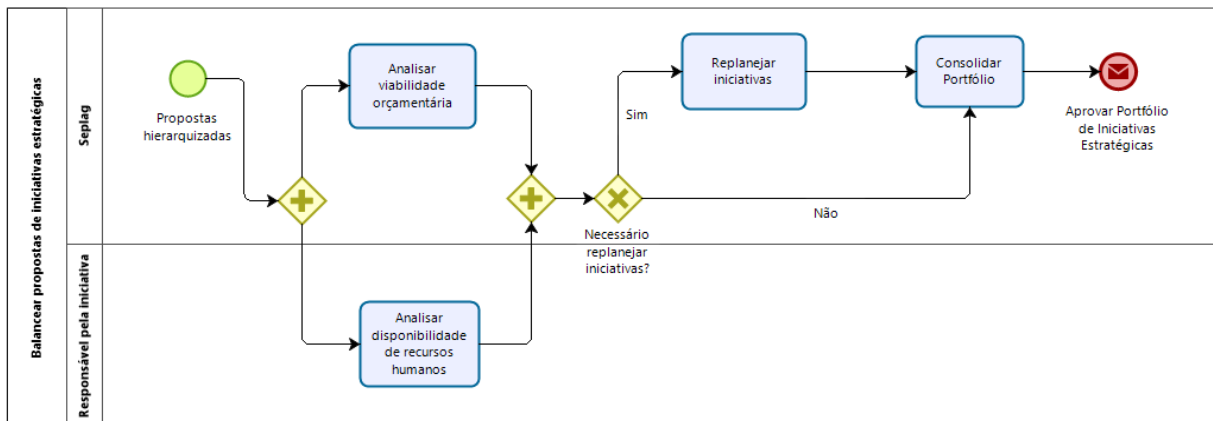 Balancear propostas de iniciativas estratégicas
Seplag
Propostas
hierarquizadas
Analisar
viabilidade
orçamentária
Sim
Replanejar
iniciativas
Consolidar
Portfólio
Aprovar Portfólio
de Iniciativas
Estratégicas
Não
Necessário
replanejar
iniciativas?
Responsável pela iniciativa
Analisar
disponibilidade
de recursos
humanos